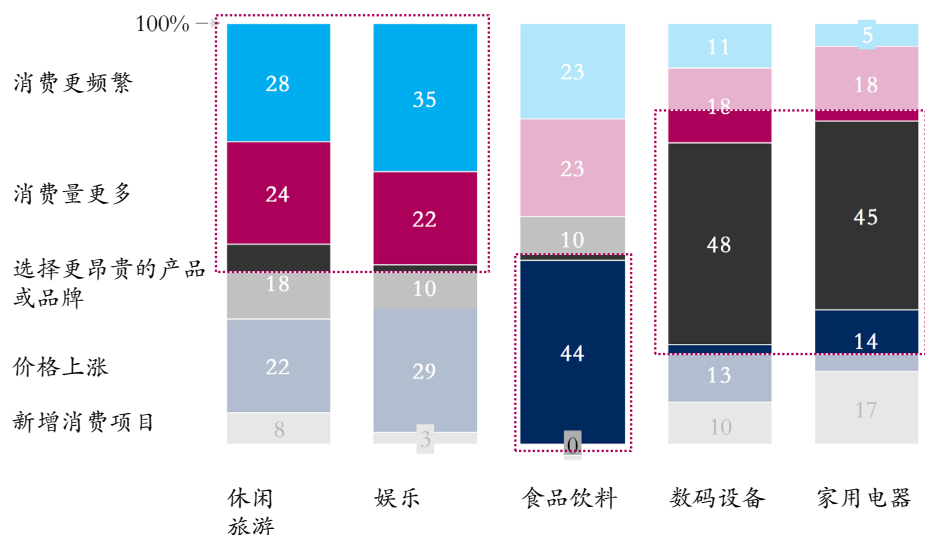 100%
消费更频繁
28
35
23
11
5
消费量更多
24
22
23
18
18
选择更昂贵的产品
或品牌
18
10
10
48
45
价格上涨
22
29
44
13
14
新增消费项目
8
3
0
10
17
休闲
旅游
娱乐
食品饮料
数码设备
家用电器